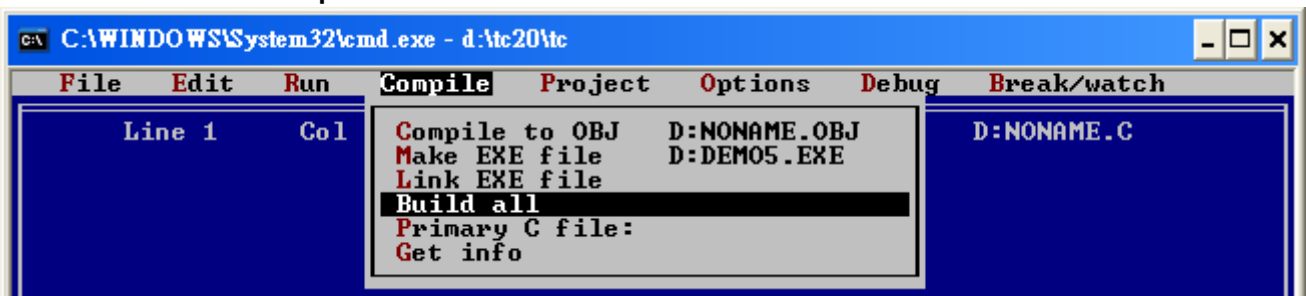 C:\WINDOWS\System32\cmd.exe - d:\tc20\tc
File Edit Run Compile Project Options Debug Break/watch
Line 1 Col D:NONAME.C
Compile to OBJ D:NONAME.OBJ
Make EXE file D:DEMO5.EXE
Link EXE file
Build all
Primary C file:
Get info